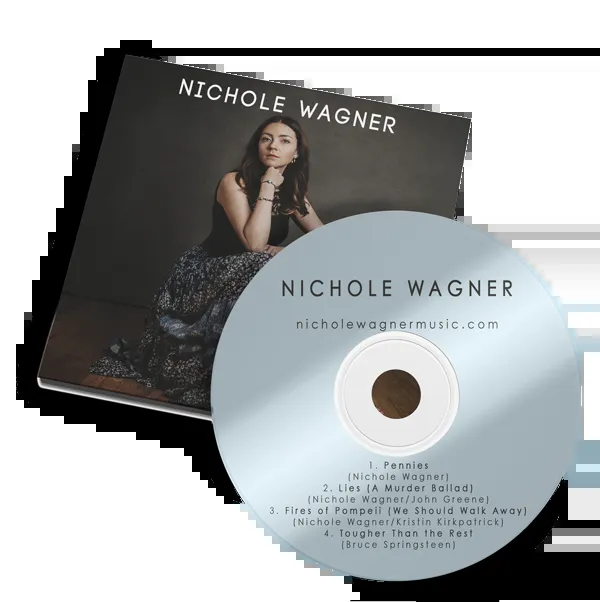 NICHOLE WAGNER
NICHOLE WAGNER
nicholewagnermusic.com
1. Pennies
(Nichole Wagner)
2. Lies (A Murder Ballad)
(Nichole Wagner/John Greene)
3. Fires of Pompeii (We Should Walk Away)
(Nichole Wagner/Kristin Kirkpatrick)
4. Tougher Than the Rest
(Bruce Springsteen)